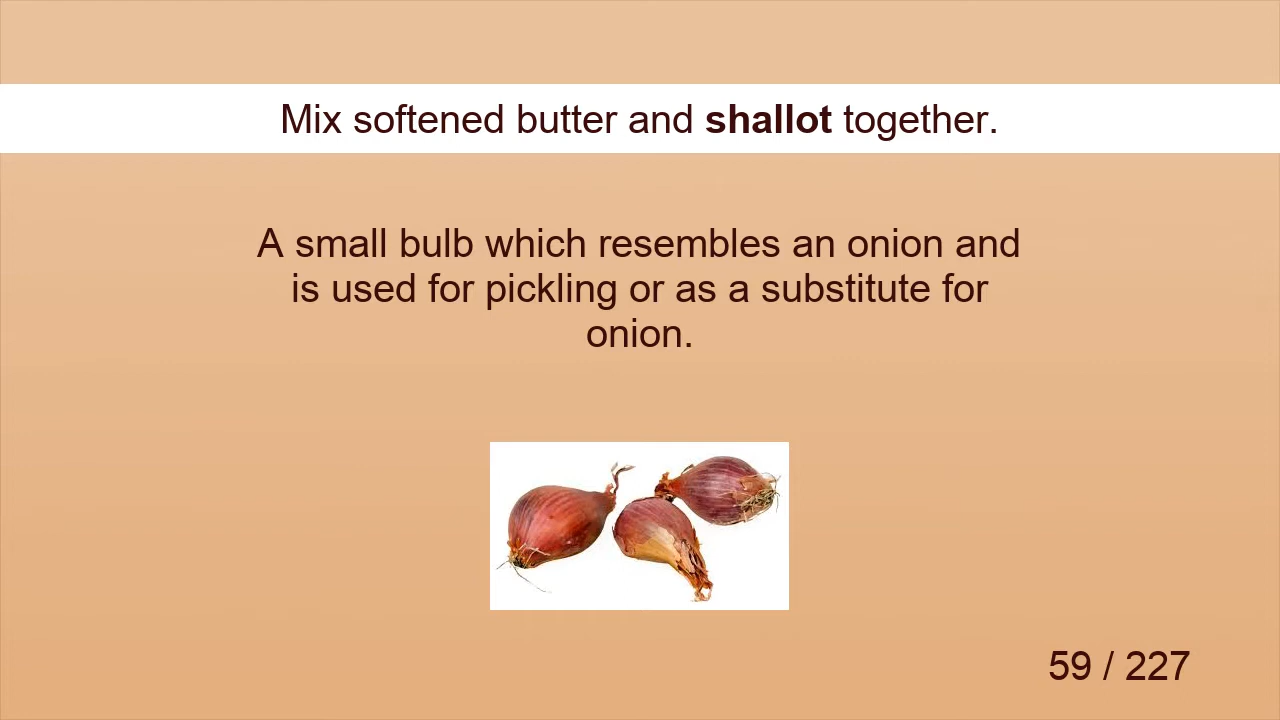 Mix softened butter and shallot together.
A small bulb which resembles an onion and
is used for pickling or as a substitute for
onion.
59 / 227